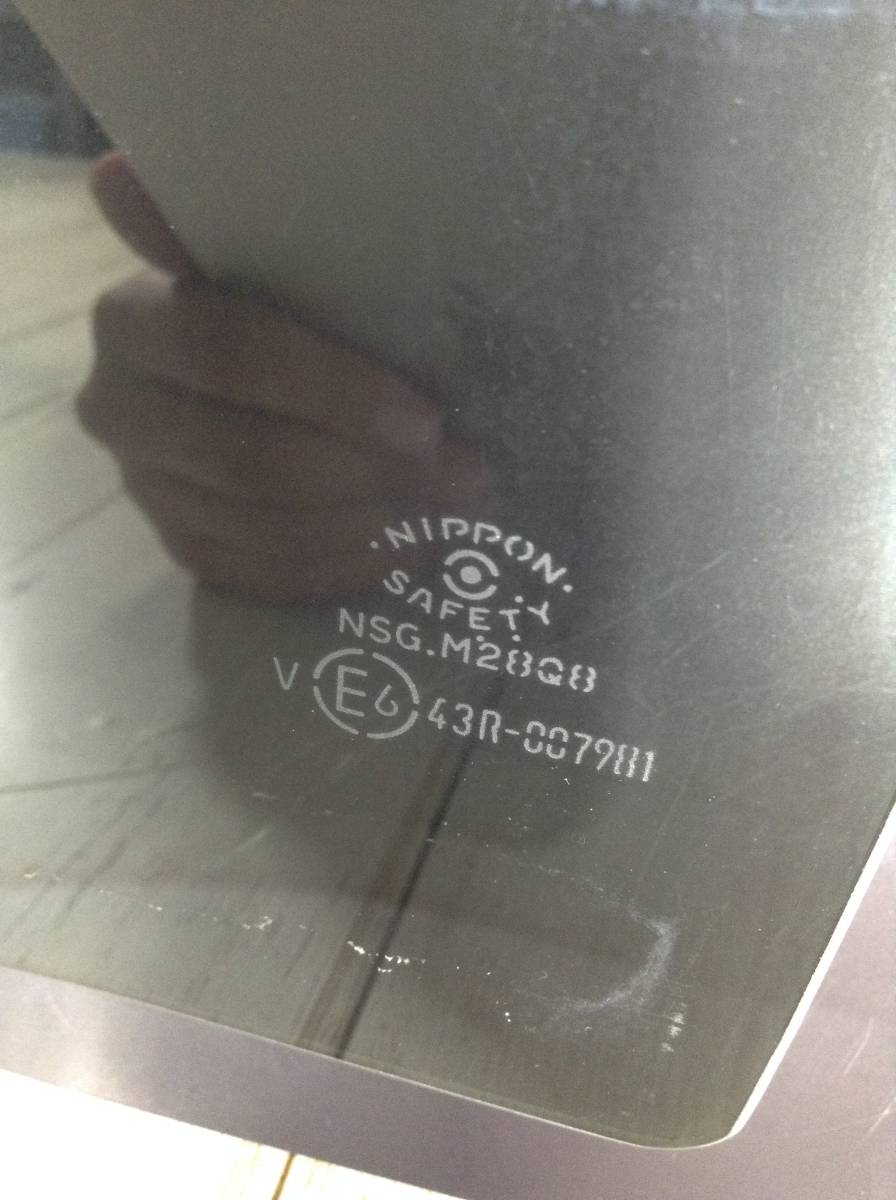 .NIPPON.
SAFETY
NSG.M28Q8
V E6 43R-007981